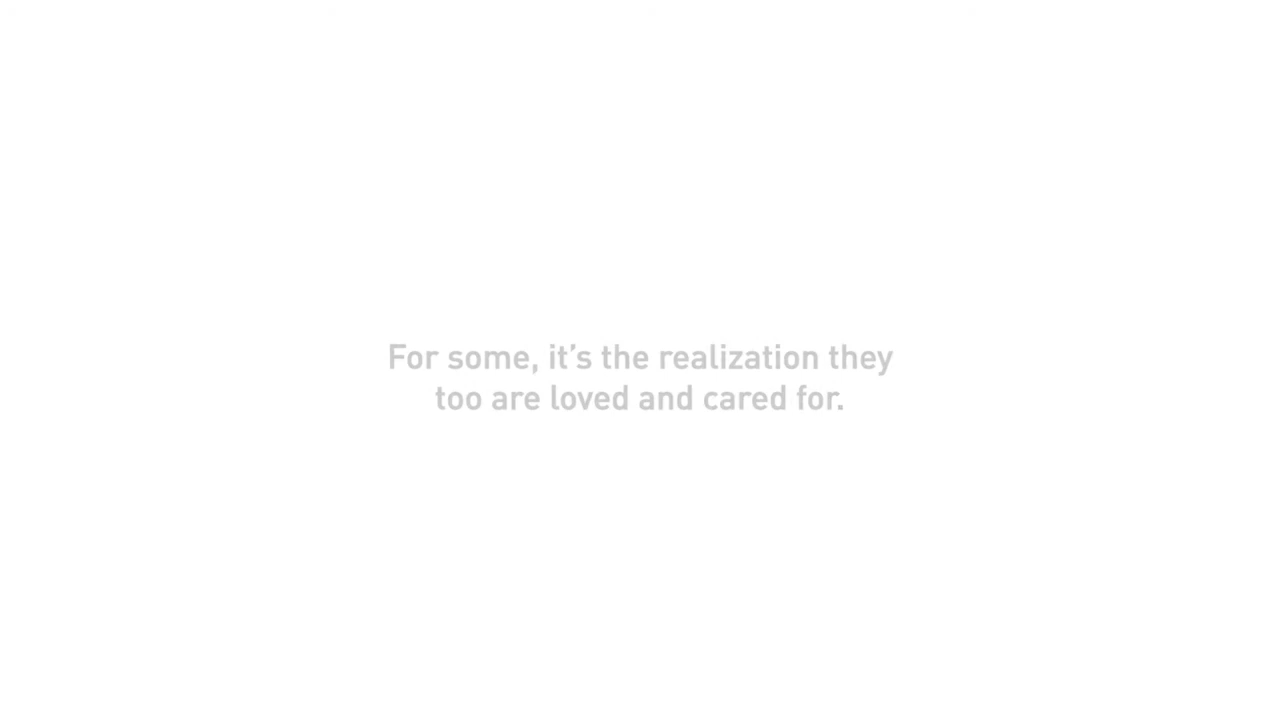 For some, it’s the realization they
too are loved and cared for.